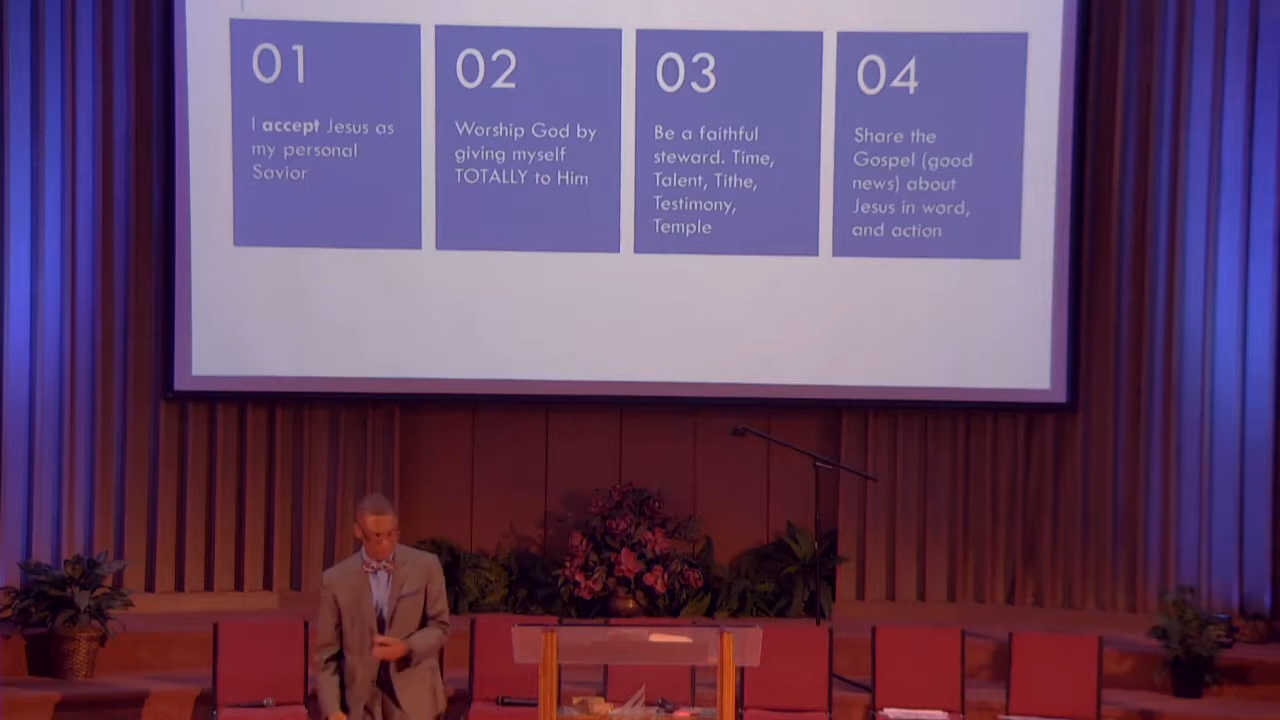 01
I accept Jesus as
my personal
Savior
02
Worship God by
giving myself
TOTALLY to Him
03
Be a faithful
steward. Time,
Talent, Tithe,
Testimony,
Temple
04
Share the
Gospel (good
news) about
Jesus in word,
and action